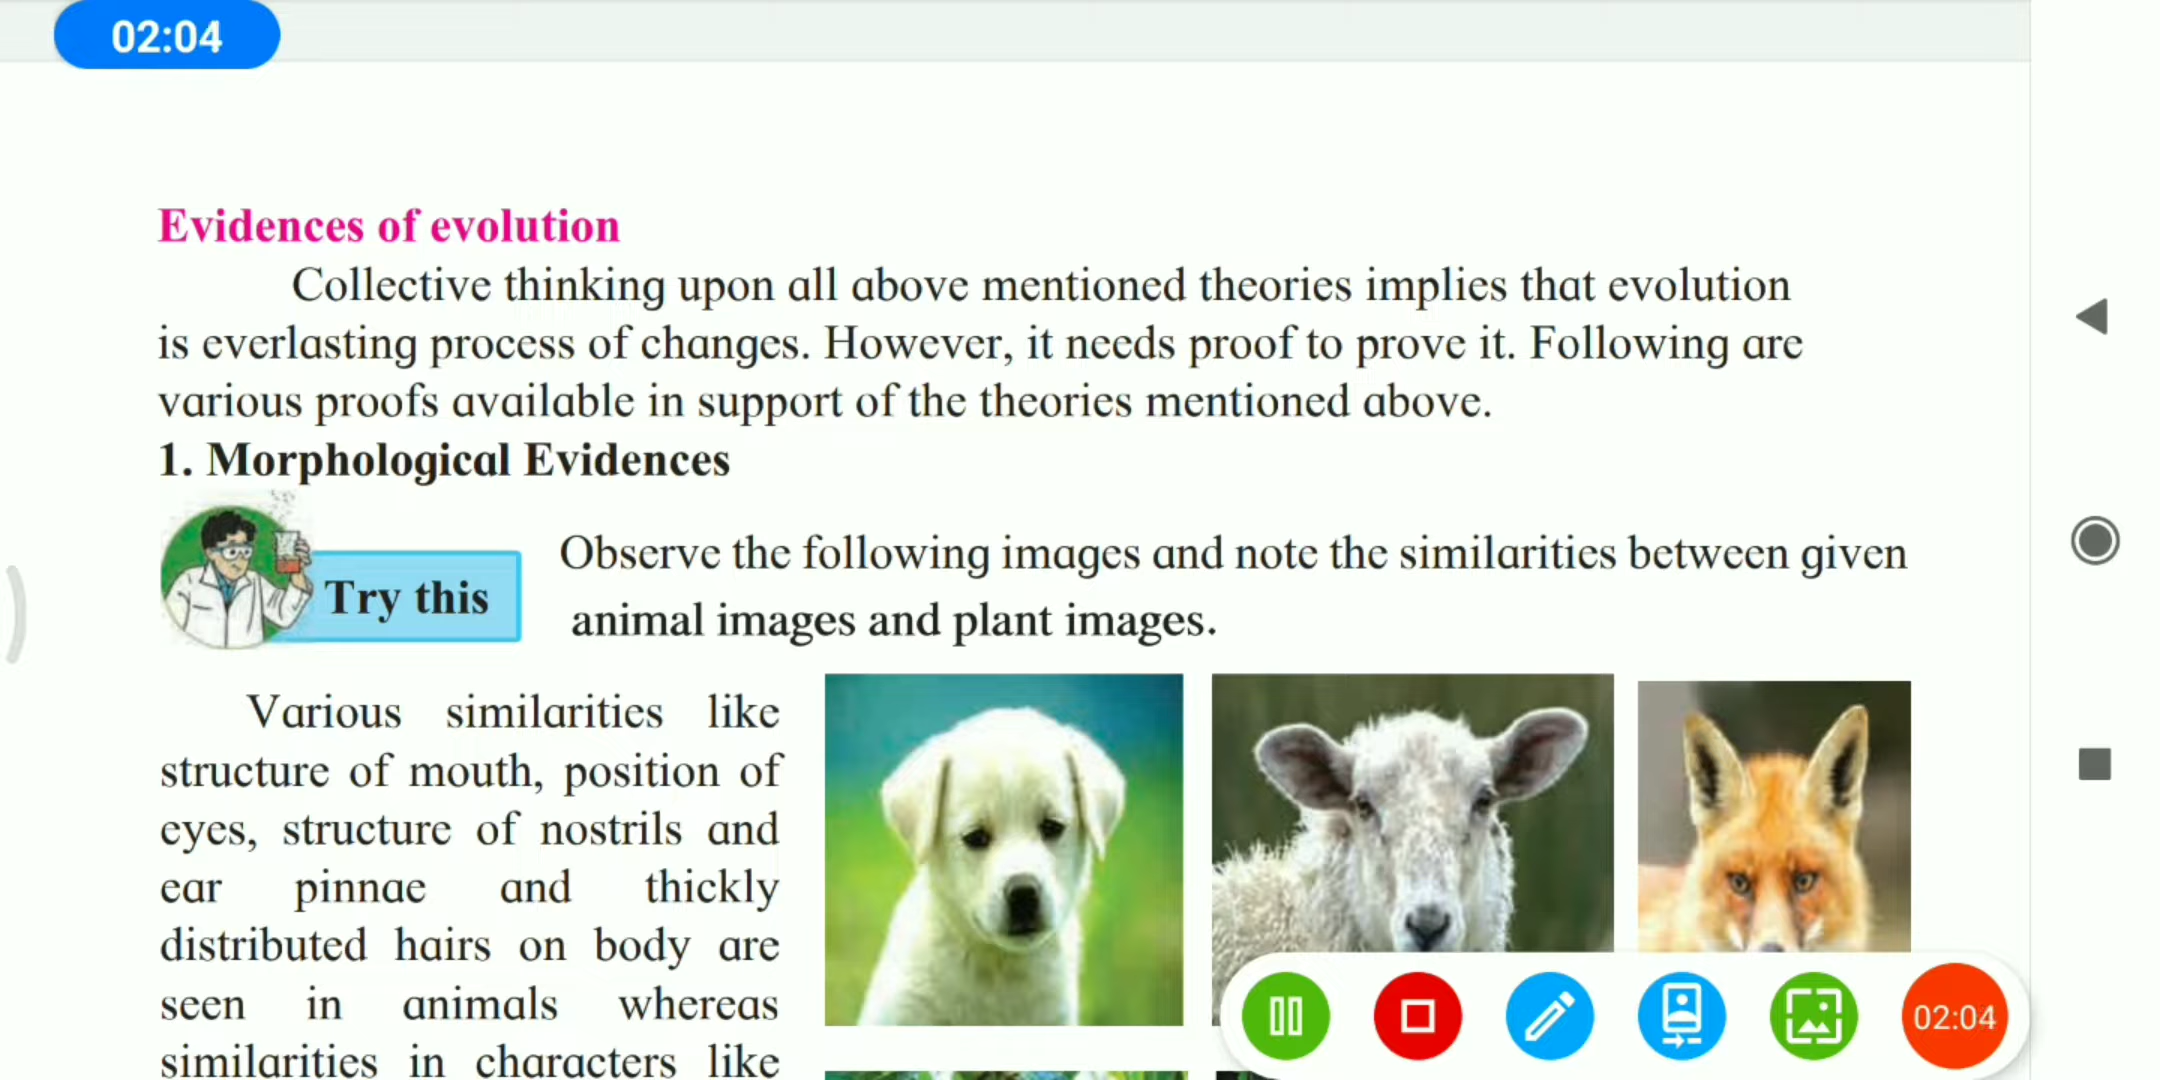 02:04
Evidences of evolution
Collective thinking upon all above mentioned theories implies that evolution
is everlasting process of changes. However, it needs proof to prove it. Following are
various proofs available in support of the theories mentioned above.
1. Morphological Evidences
Try this
Observe the following images and note the similarities between given
animal images and plant images.
Various similarities like
structure of mouth, position of
eyes, structure of nostrils and
ear pinnae and thickly
distributed hairs on body are
seen in animals whereas
similarities in characters like
02:04